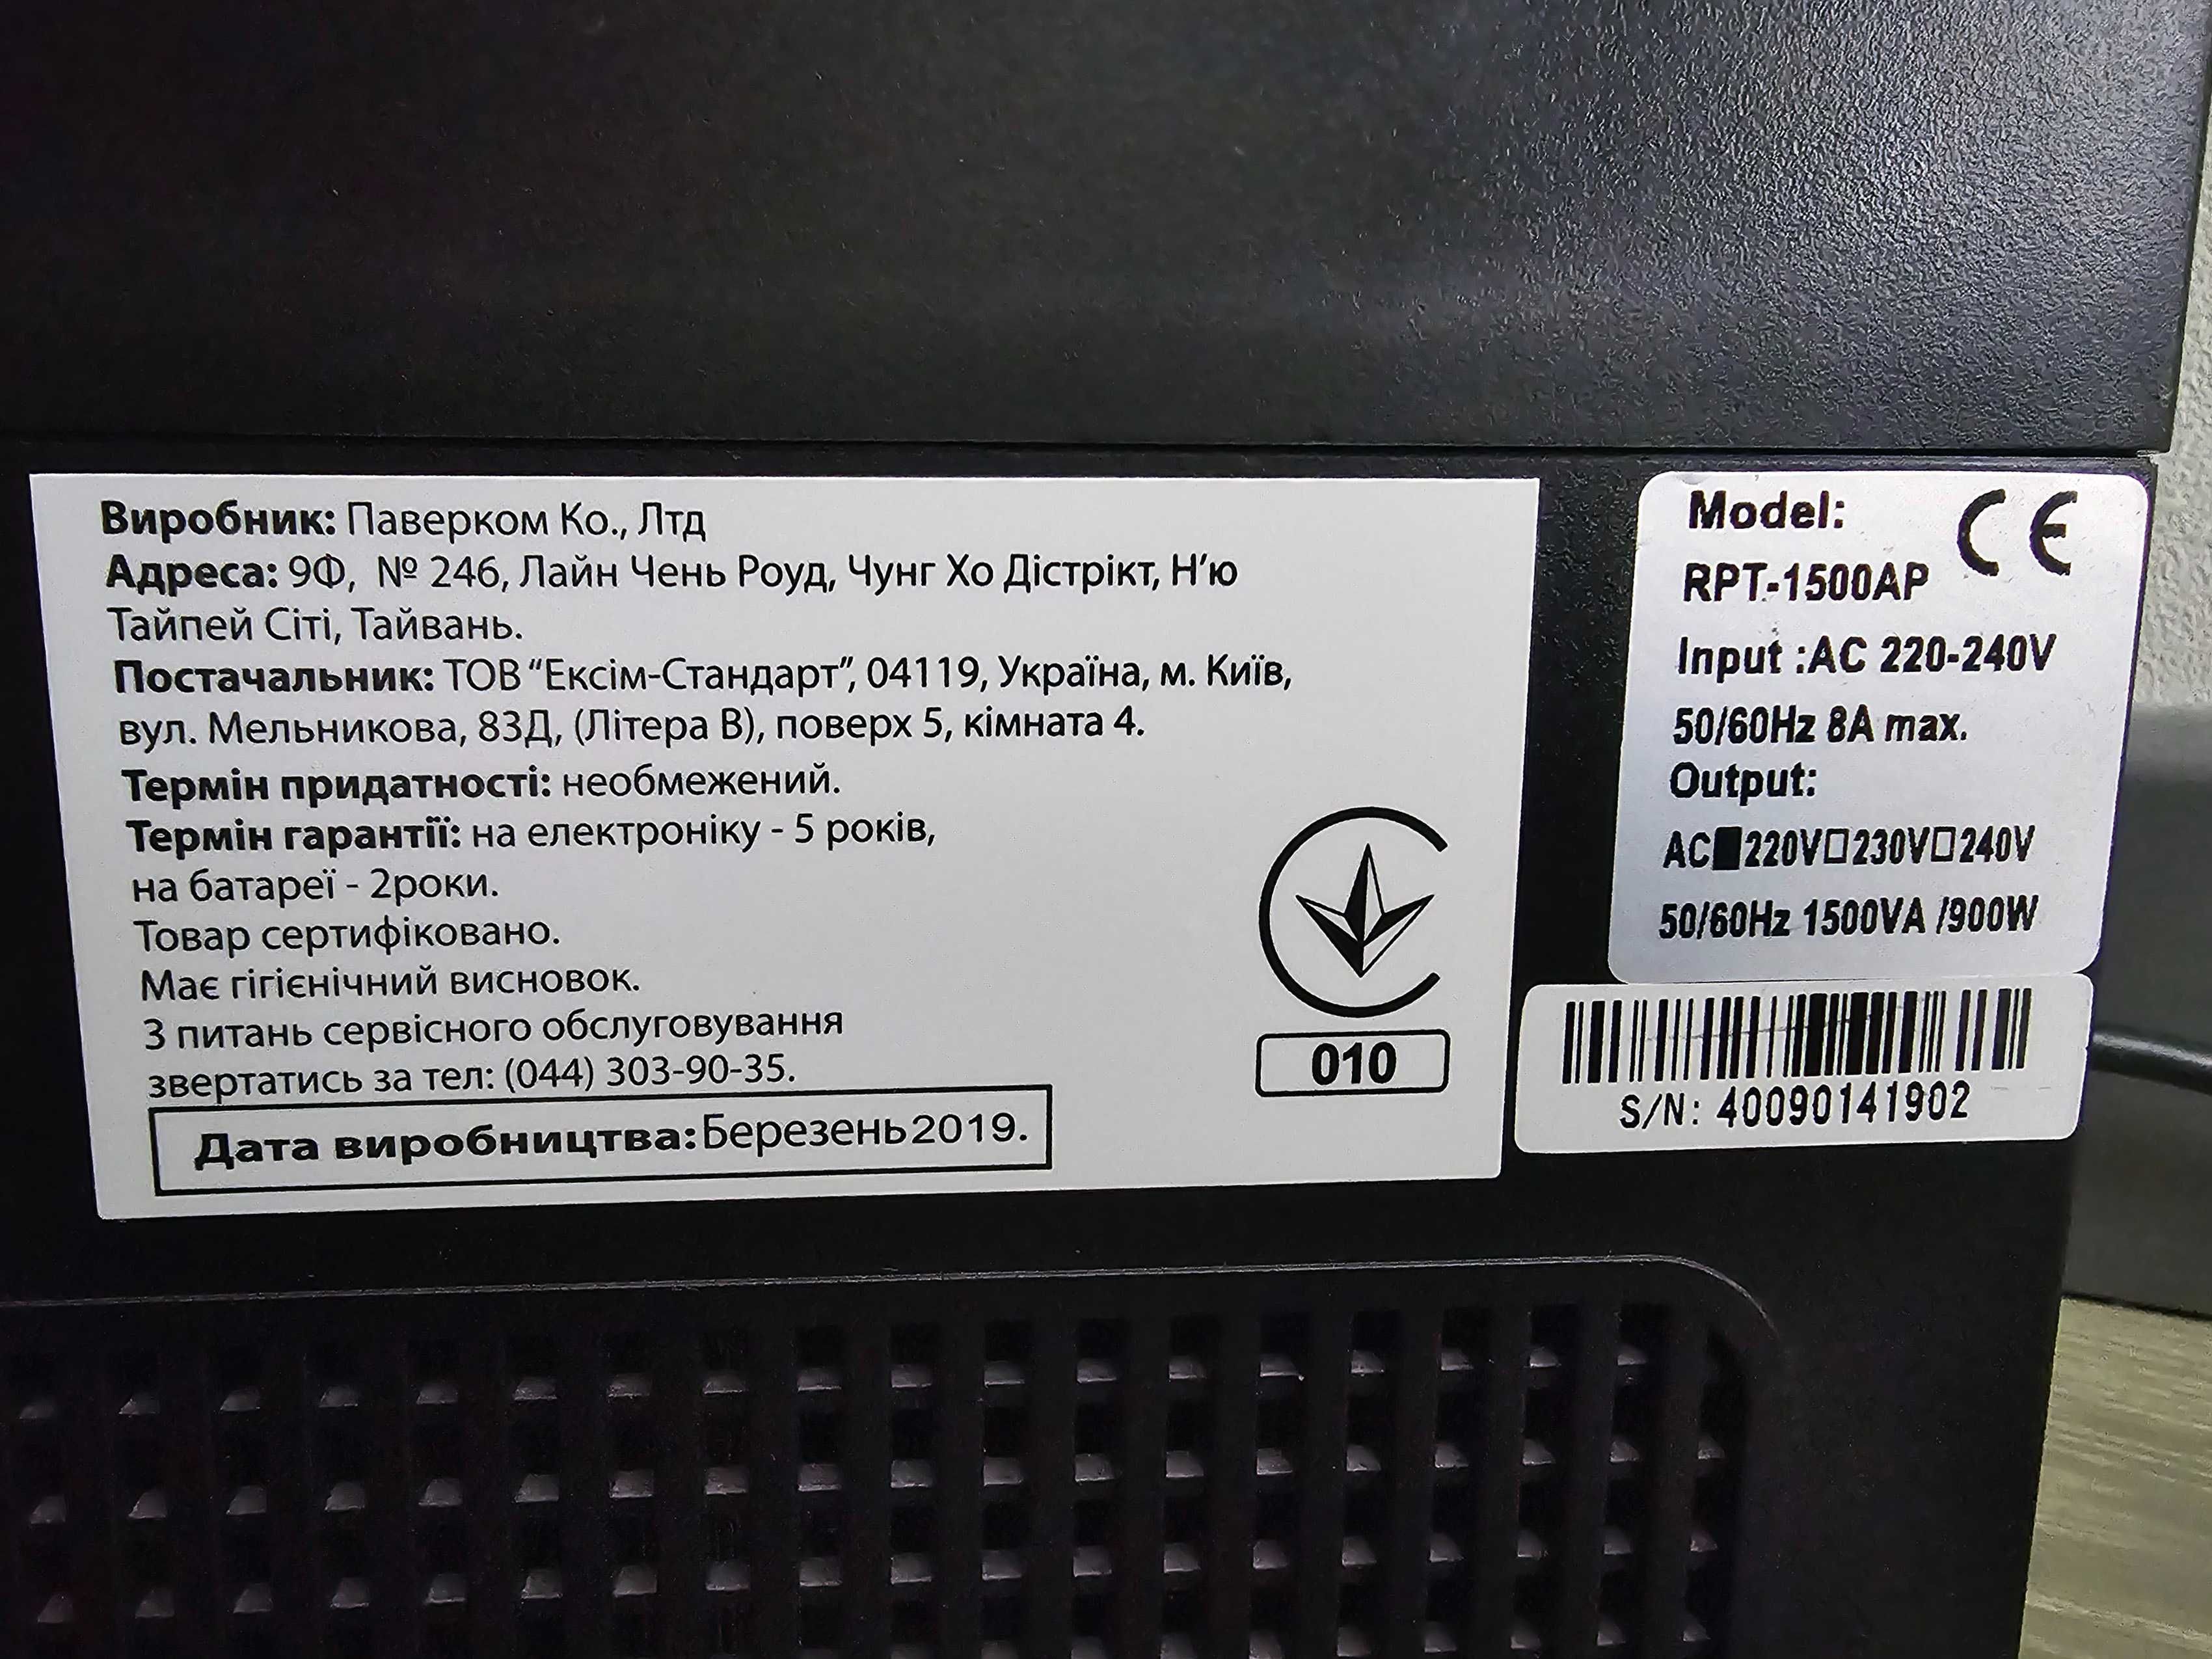 Виробник: Паверком Ко., Лтд
Адреса: 9Ф, № 246, Лайн Чень Роуд, Чунг Хо Дістрікт, Н'ю
Тайпей Сіті, Тайвань.
Постачальник: ТОВ "Ексім-Стандарт", 04119, Україна, м. Київ,
вул. Мельникова, 83Д, (Літера В), поверх 5, кімната 4.
Термін придатності: необмежений.
Термін гарантії: на електроніку - 5 років,
на батареї - 2роки.
Товар сертифіковано.
Має гігієнічний висновок.
З питань сервісного обслуговування
звертатись за тел: (044) 303-90-35.
Дата виробництва: Березень 2019.
010
Model:
CE
RPT-1500AP
Input :AC 220-240V
50/60Hz 8A max.
Output:
AC■220V□230V□240V
50/60Hz 1500VA /900W
S/N: 40090141902